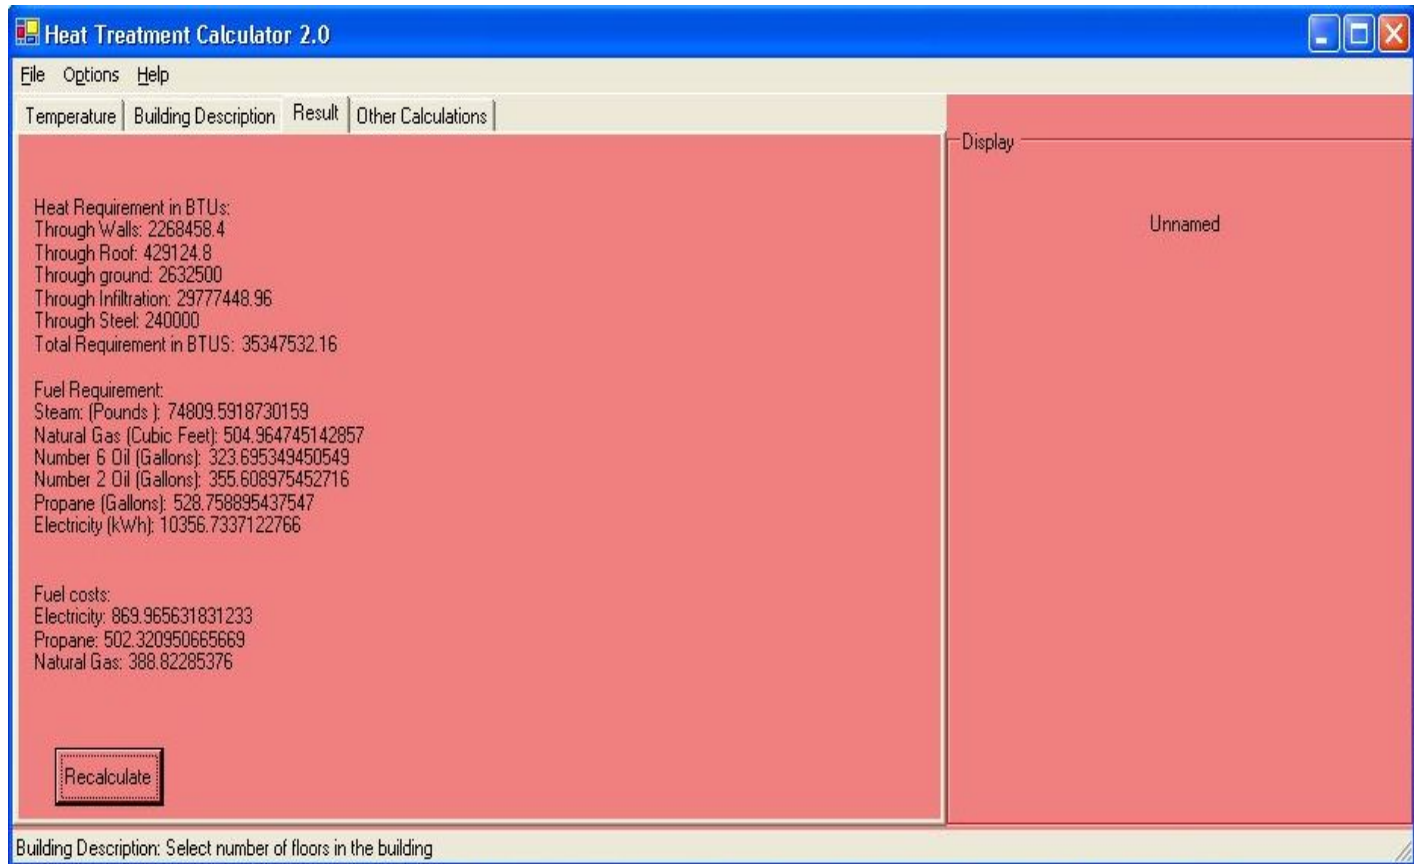 Heat Treatment Calculator 2.0
File Options Help
Temperature Building Description Result Other Calculations
Display
Unnamed
Heat Requirement in BTUs:
Through Walls: 2268458.4
Through Roof: 429124.8
Through ground: 2632500
Through Infiltration: 29777448.96
Through Steel: 240000
Total Requirement in BTUS: 35347532.16
Fuel Requirement:
Steam: (Pounds ): 74809.5918730159
Natural Gas (Cubic Feet): 504.964745142857
Number 6 Oil (Gallons): 323.695349450549
Number 2 Oil (Gallons): 355.608975452716
Propane (Gallons): 528.758895437547
Electricity (kWh): 10356.7337122766
Fuel costs:
Electricity: 869.965631831233
Propane: 502.320950665669
Natural Gas: 388.82285376
Recalculate
Building Description: Select number of floors in the building